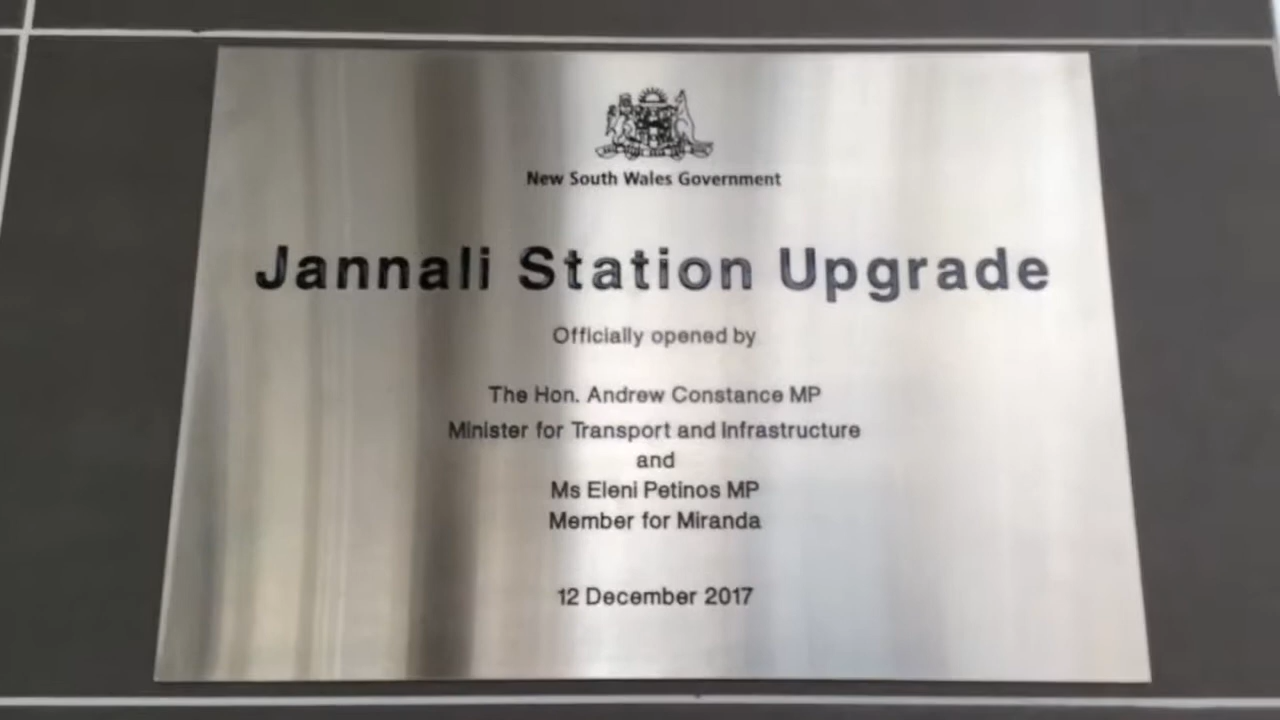 New South Wales Government
Jannali Station Upgrade
Officially opened by
The Hon. Andrew Constance MP
Minister for Transport and Infrastructure
and
Ms Eleni Petinos MP
Member for Miranda
12 December 2017